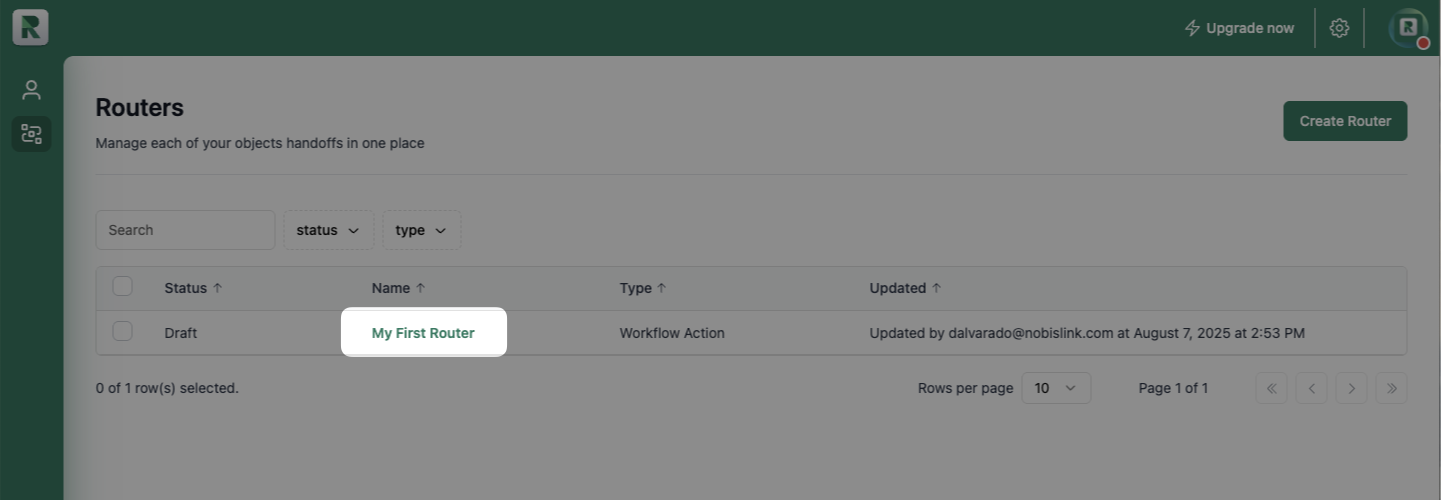 R
Upgrade now
R
Routers
Create Router
Manage each of your objects handoffs in one place
Search
status
type
Status ↑ Name ↑ Type ↑ Updated ↑
Draft My First Router Workflow Action Updated by dalvarado@nobislink.com at August 7, 2025 at 2:53 PM
0 of 1 row(s) selected. Rows per page 10 Page 1 of 1